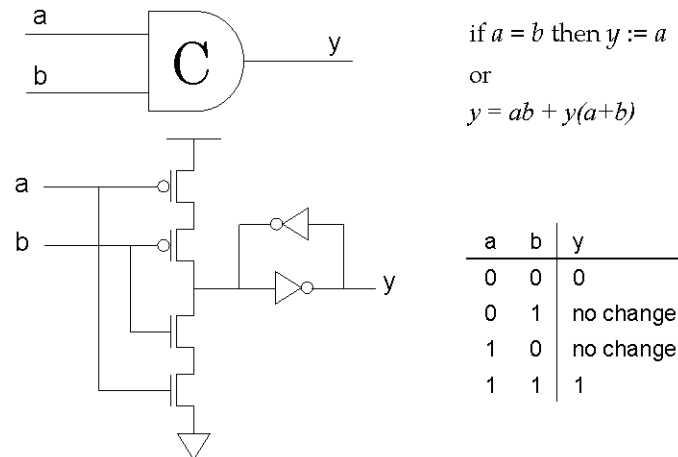 a
b
C
y
if a = b then y := a
or
y = ab + y(a+b)
a
b
y
a b y
0 0 0
0 1 no change
1 0 no change
1 1 1